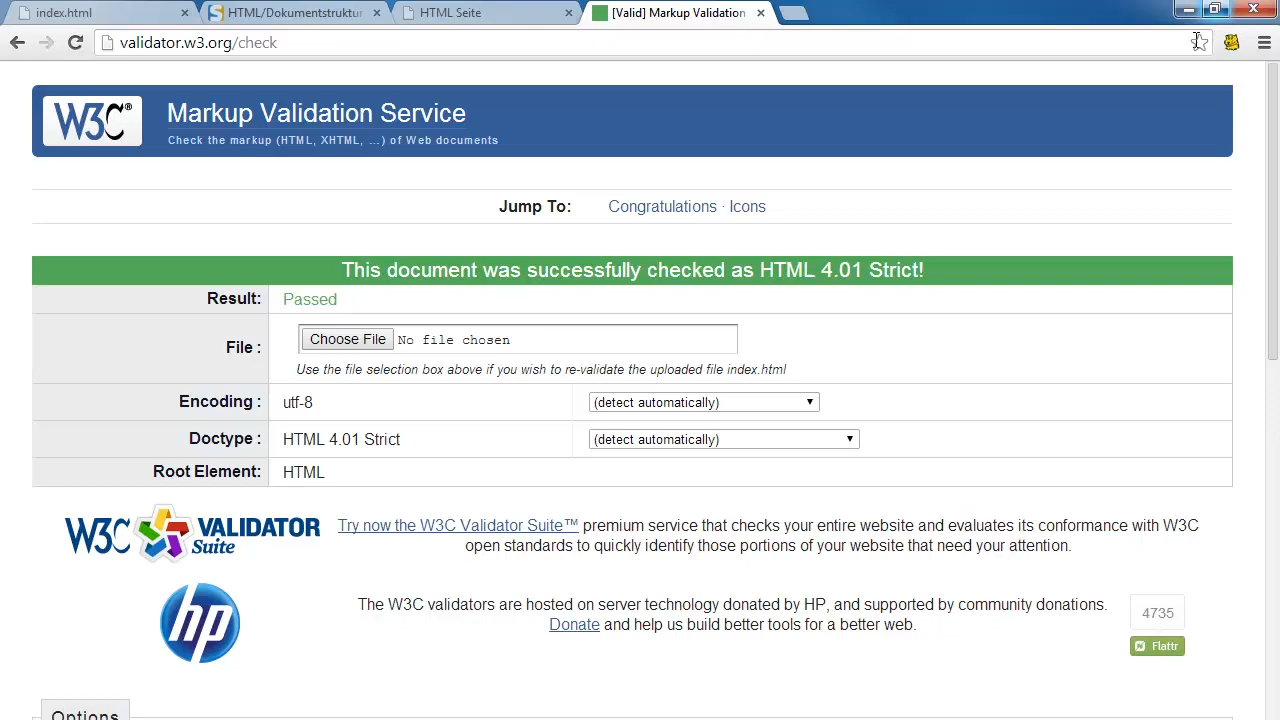 index.html
HTML/Dokumentstruktur
HTML Seite
[Valid] Markup Validation
validator.w3.org/check
W3C®
Markup Validation Service
Check the markup (HTML, XHTML, …) of Web documents
Jump To: Congratulations · Icons
This document was successfully checked as HTML 4.01 Strict!
Result: Passed
File : Choose File No file chosen
Use the file selection box above if you wish to re-validate the uploaded file index.html
Encoding : utf-8 (detect automatically)
Doctype : HTML 4.01 Strict (detect automatically)
Root Element: HTML
W3C VALIDATOR Suite
Try now the W3C Validator Suite™ premium service that checks your entire website and evaluates its conformance with W3C
open standards to quickly identify those portions of your website that need your attention.
hp
The W3C validators are hosted on server technology donated by HP, and supported by community donations.
Donate and help us build better tools for a better web.
4735
Flattr
Options